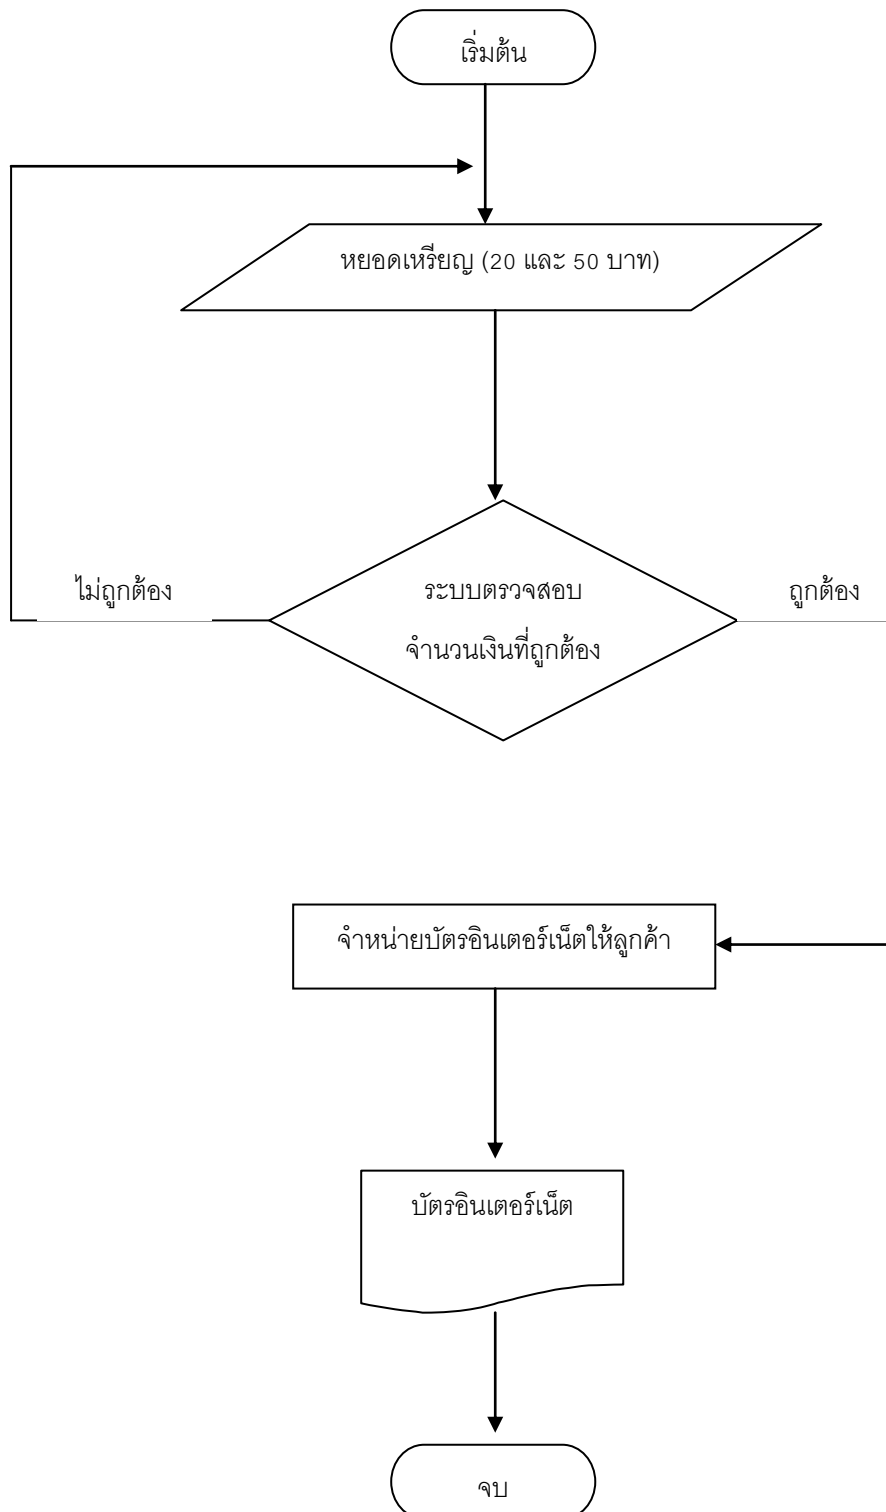 เริ่มต้น
หยอดเหรียญ (20 และ 50 บาท)
ไม่ถูกต้อง
ระบบตรวจสอบ
จำนวนเงินที่ถูกต้อง
ถูกต้อง
จำหน่ายบัตรอินเตอร์เน็ตให้ลูกค้า
บัตรอินเตอร์เน็ต
จบ